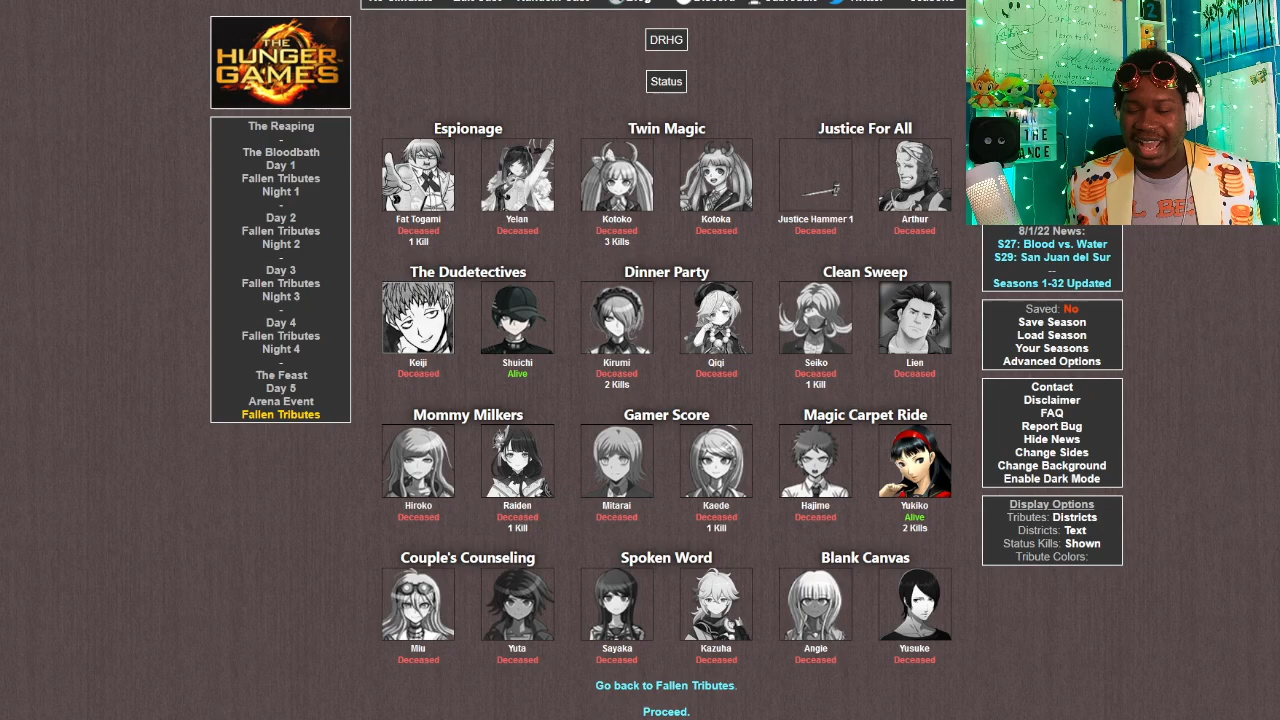 THE
HUNGER
GAMES
The Reaping
-
The Bloodbath
Day 1
Fallen Tributes
Night 1
-
Day 2
Fallen Tributes
Night 2
-
Day 3
Fallen Tributes
Night 3
-
Day 4
Fallen Tributes
Night 4
-
The Feast
Day 5
Arena Event
Fallen Tributes
DRHG
Status
Espionage Twin Magic Justice For All
Fat Togami Yelan Kotoko Kotoka Justice Hammer 1 Arthur
Deceased Deceased Deceased Deceased Deceased Deceased
1 Kill 3 Kills
The Dudetectives Dinner Party Clean Sweep
Keiji Shuichi Kirumi Qiqi Seiko Lien
Deceased Alive Deceased Deceased Deceased Deceased
2 Kills 1 Kill
Mommy Milkers Gamer Score Magic Carpet Ride
Hiroko Raiden Mitarai Kaede Hajime Yukiko
Deceased Deceased Deceased Deceased Deceased Alive
1 Kill 1 Kill 2 Kills
Couple's Counseling Spoken Word Blank Canvas
Miu Yuta Sayaka Kazuha Angie Yusuke
Deceased Deceased Deceased Deceased Deceased Deceased
Go back to Fallen Tributes.
Proceed.
8/1/22 News:
S27: Blood vs. Water
S29: San Juan del Sur
--
Seasons 1-32 Updated
Saved: No
Save Season
Load Season
Your Seasons
Advanced Options
Contact
Disclaimer
FAQ
Report Bug
Hide News
Change Sides
Change Background
Enable Dark Mode
Display Options
Tributes: Districts
Districts: Text
Status Kills: Shown
Tribute Colors: